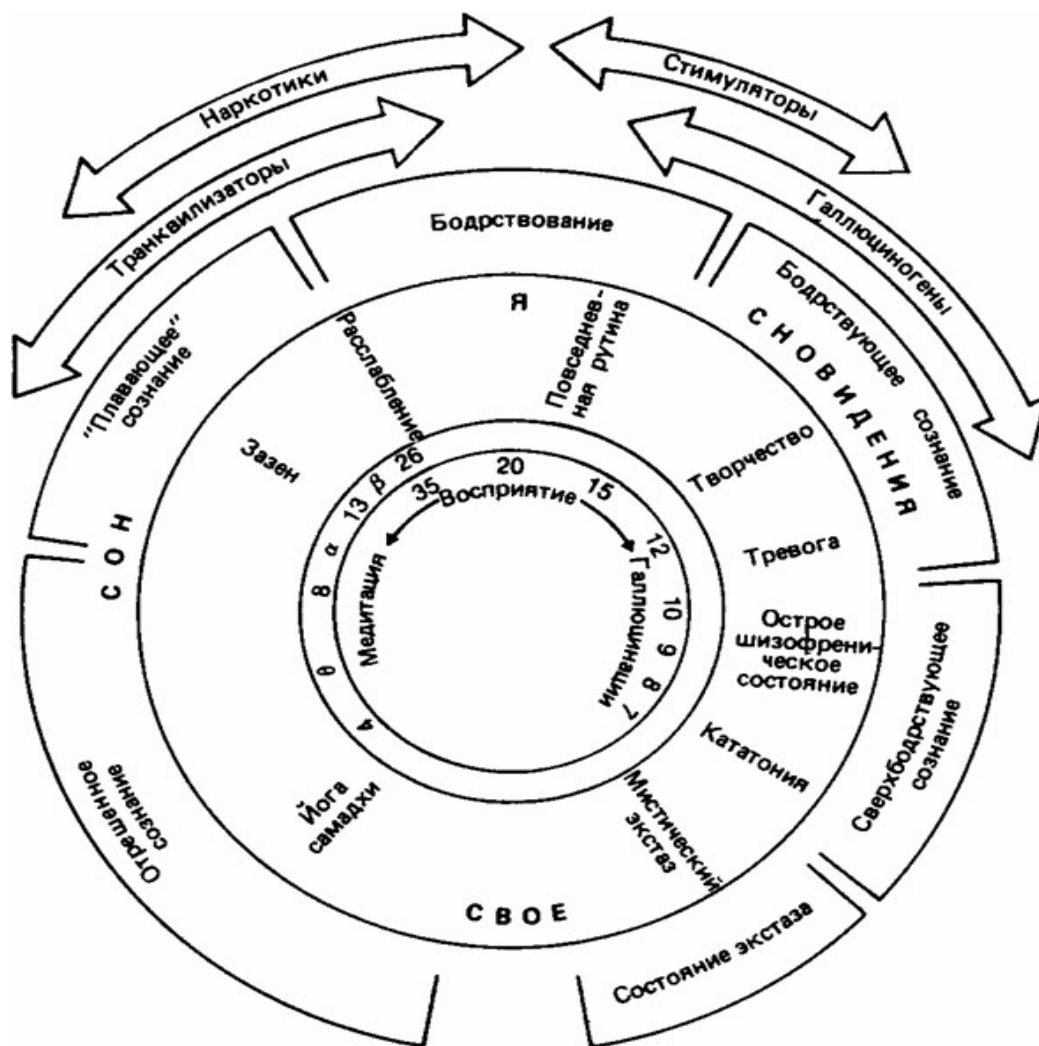 Наркотики
Стимуляторы
Транквилизаторы
Галлюциногены
Бодрствование
"Плавающее"
сознание
Бодрствующее
сознание
СНОВИДЕНИЯ
СОН
Я
Расслабление
Повседнев-
ная рутина
Зазен
Творчество
Тревога
Острое
шизофрени-
ческое
состояние
Кататония
Мистический
экстаз
Йога
самадхи
СВОЕ
Отрешенное
сознание
Сверхбодрствующее
сознание
Состояние экстаза
4 θ 8 α 13 β 26
35 20 15 12 10 9 8 7
Восприятие
Медитация
Галлюцинации